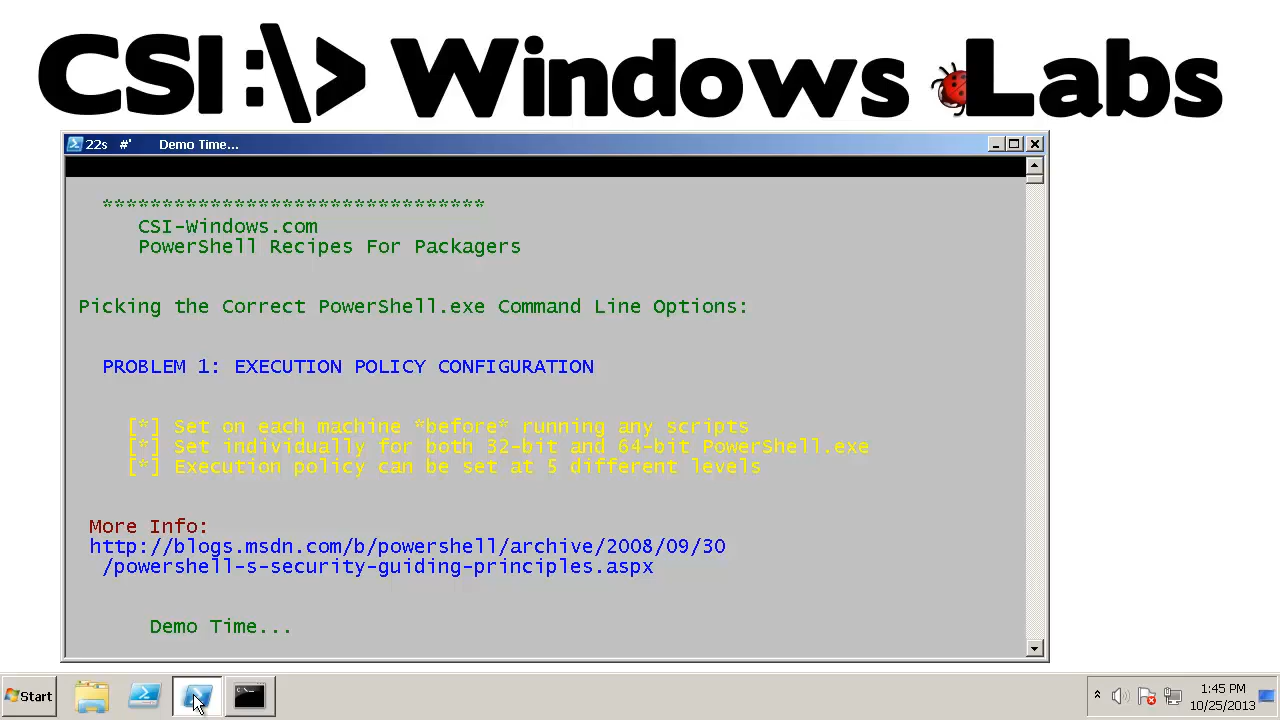 CSI:\> Windows Labs
22s #' Demo Time...
*******************************
CSI-Windows.com
PowerShell Recipes For Packagers
Picking the Correct PowerShell.exe Command Line Options:
PROBLEM 1: EXECUTION POLICY CONFIGURATION
[*] Set on each machine *before* running any scripts
[*] Set individually for both 32-bit and 64-bit PowerShell.exe
[*] Execution policy can be set at 5 different levels
More Info:
http://blogs.msdn.com/b/powershell/archive/2008/09/30
/powershell-s-security-guiding-principles.aspx
Demo Time...
Start
1:45 PM
10/25/2013